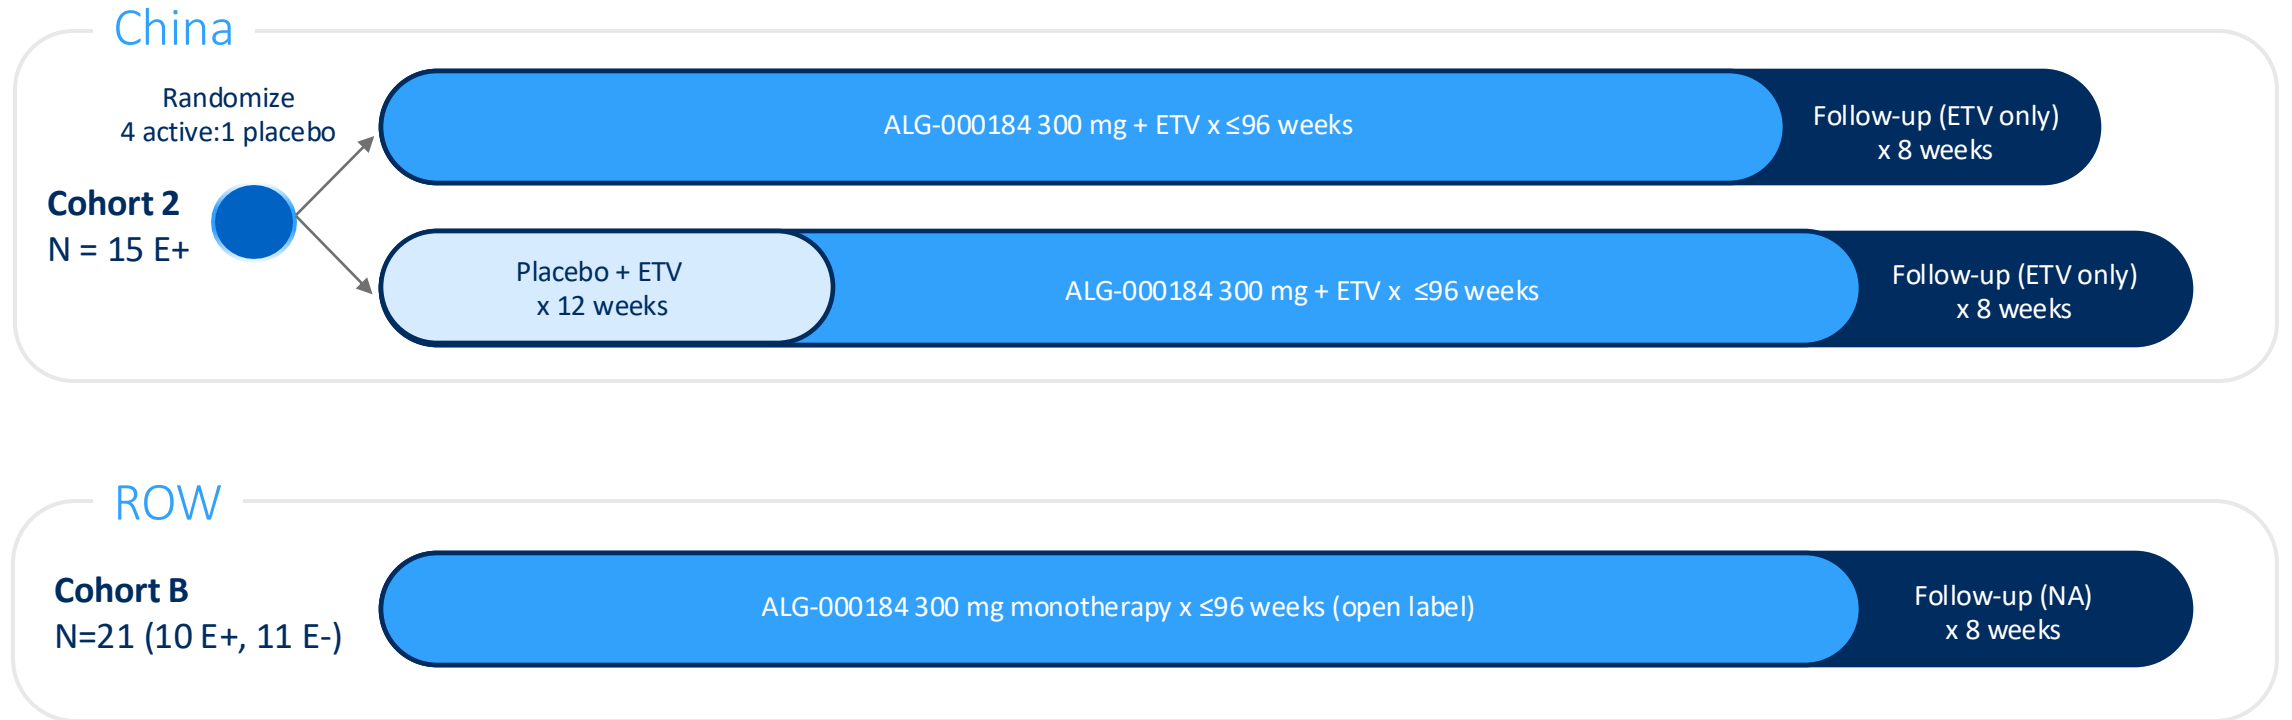 China
Randomize
4 active:1 placebo
Cohort 2
N = 15 E+
ALG-000184 300 mg + ETV x ≤96 weeks
Follow-up (ETV only)
x 8 weeks
Placebo + ETV
x 12 weeks
ALG-000184 300 mg + ETV x ≤96 weeks
Follow-up (ETV only)
x 8 weeks
ROW
Cohort B
N=21 (10 E+, 11 E-)
ALG-000184 300 mg monotherapy x ≤96 weeks (open label)
Follow-up (NA)
x 8 weeks